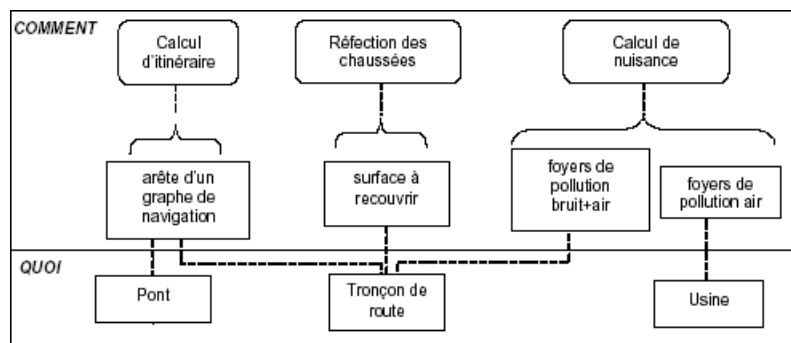 COMMENT
Calcul
d'itinéraire
Réfection des
chaussées
Calcul de
nuisance
arête d'un
graphe de
navigation
surface à
recouvrir
foyers de
pollution
bruit+air
foyers de
pollution air
QUOI
Pont
Tronçon de
route
Usine